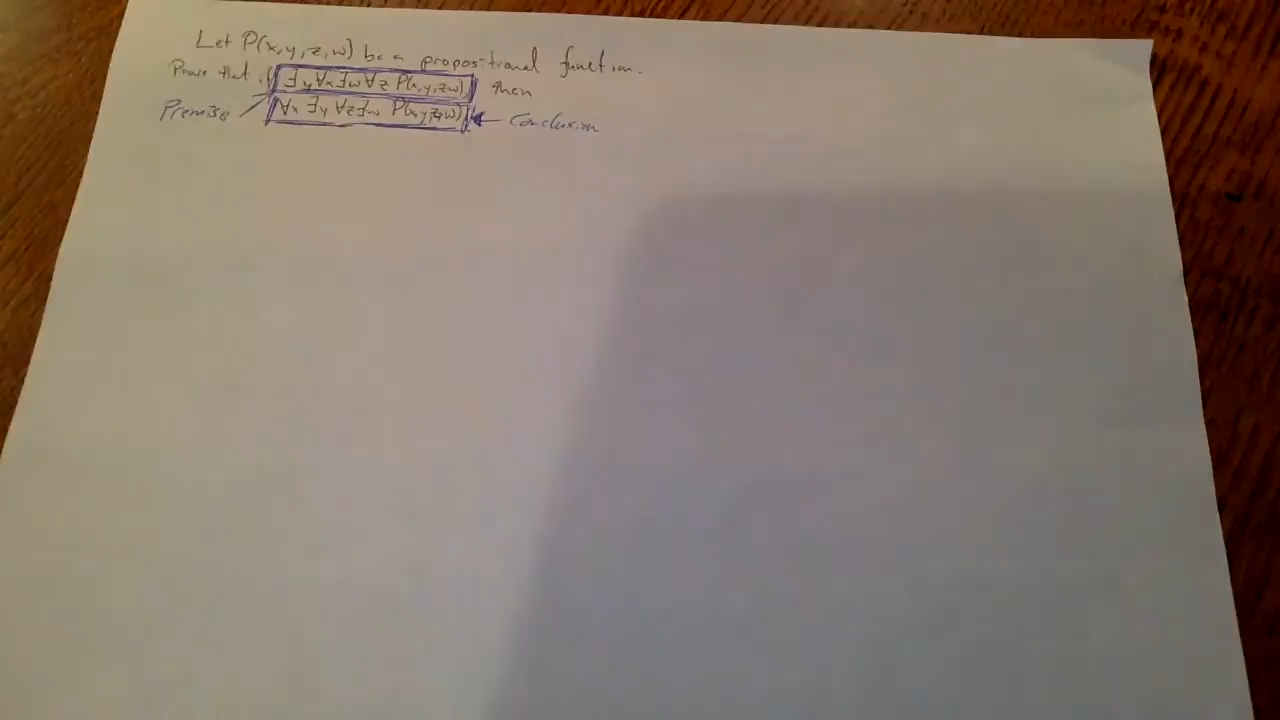 Let P(x,y,z,w) be a propositional function.
Prove that if ∃y∀x∃w∀z P(x,y,z,w), then
Premise ∀x ∃y ∀z∃w P(x,y,z,w) Conclusion